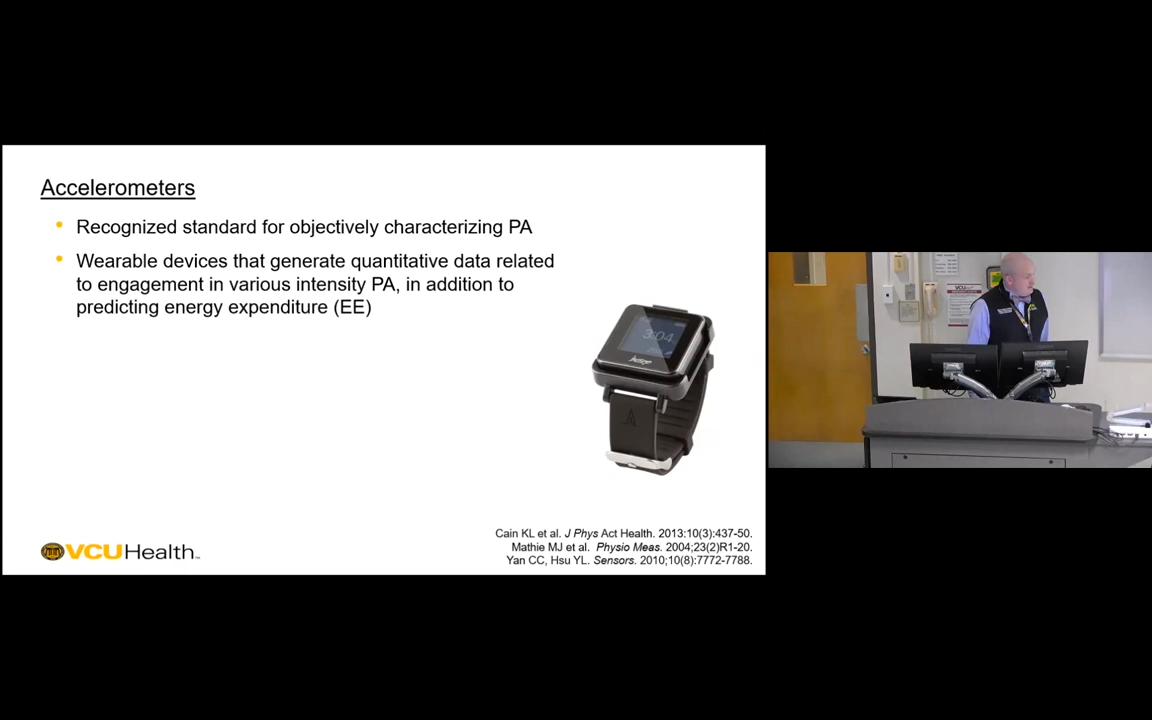 Accelerometers
• Recognized standard for objectively characterizing PA
• Wearable devices that generate quantitative data related
to engagement in various intensity PA, in addition to
predicting energy expenditure (EE)
3:04
Cain KL et al. J Phys Act Health. 2013:10(3):437-50.
Mathie MJ et al. Physio Meas. 2004;23(2)R1-20.
Yan CC, Hsu YL. Sensors. 2010;10(8):7772-7788.
VCUHealth™
VCU